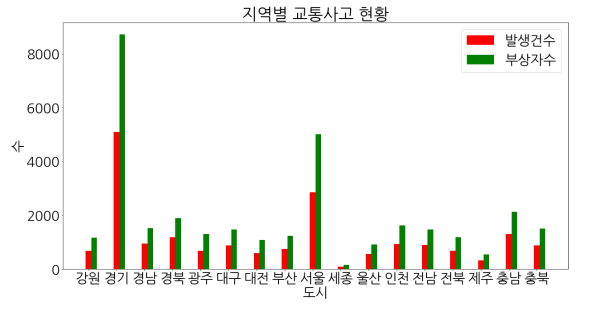 지역별 교통사고 현황
발생건수
부상자수
수
8000
6000
4000
2000
0
강원 경기 경남 경북 광주 대구 대전 부산 서울 세종 울산 인천 전남 전북 제주 충남 충북
도시